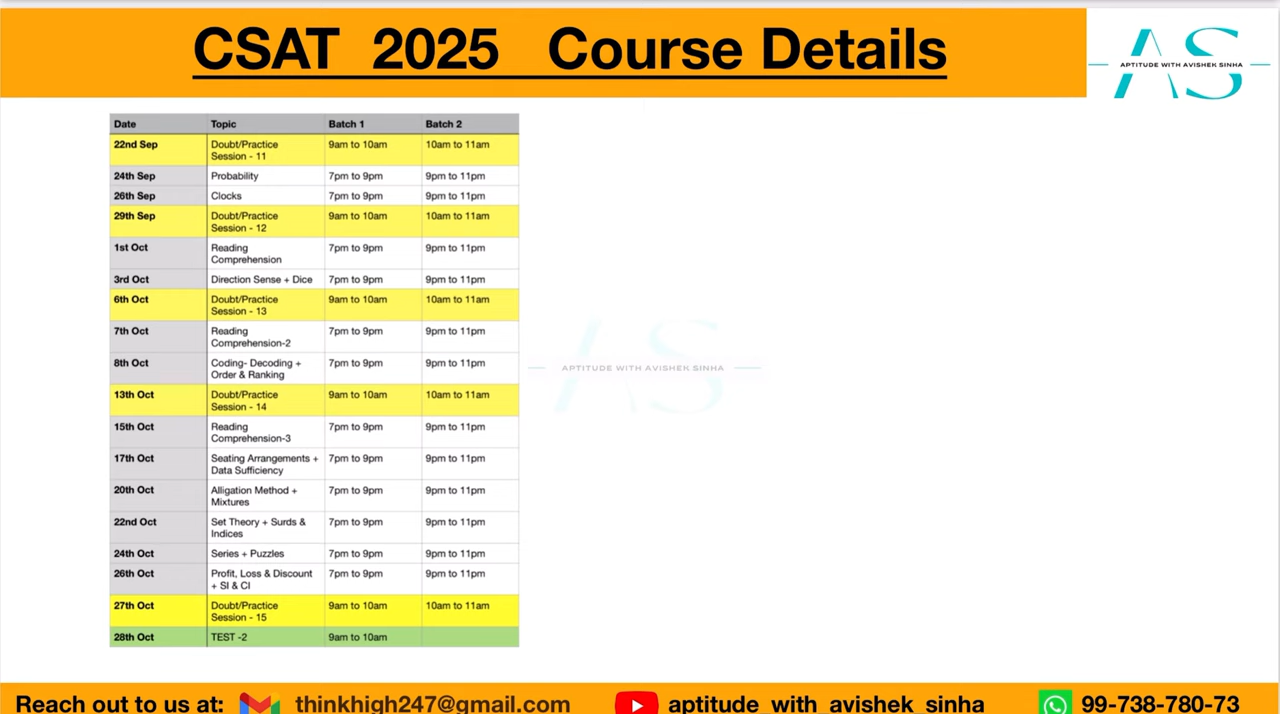 CSAT 2025 Course Details
AS
APTITUDE WITH AVISHEK SINHA
Date Topic Batch 1 Batch 2
22nd Sep Doubt/Practice 9am to 10am 10am to 11am
Session - 11
24th Sep Probability 7pm to 9pm 9pm to 11pm
26th Sep Clocks 7pm to 9pm 9pm to 11pm
29th Sep Doubt/Practice 9am to 10am 10am to 11am
Session - 12
1st Oct Reading 7pm to 9pm 9pm to 11pm
Comprehension
3rd Oct Direction Sense + Dice 7pm to 9pm 9pm to 11pm
6th Oct Doubt/Practice 9am to 10am 10am to 11am
Session - 13
7th Oct Reading 7pm to 9pm 9pm to 11pm
Comprehension-2
8th Oct Coding- Decoding + 7pm to 9pm 9pm to 11pm
Order & Ranking
13th Oct Doubt/Practice 9am to 10am 10am to 11am
Session - 14
15th Oct Reading 7pm to 9pm 9pm to 11pm
Comprehension-3
17th Oct Seating Arrangements + 7pm to 9pm 9pm to 11pm
Data Sufficiency
20th Oct Alligation Method + 7pm to 9pm 9pm to 11pm
Mixtures
22nd Oct Set Theory + Surds & 7pm to 9pm 9pm to 11pm
Indices
24th Oct Series + Puzzles 7pm to 9pm 9pm to 11pm
26th Oct Profit, Loss & Discount 7pm to 9pm 9pm to 11pm
+ SI & CI
27th Oct Doubt/Practice 9am to 10am 10am to 11am
Session - 15
28th Oct TEST -2 9am to 10am
AS
APTITUDE WITH AVISHEK SINHA
Reach out to us at: thinkhigh247@gmail.com aptitude_with_avishek_sinha 99-738-780-73